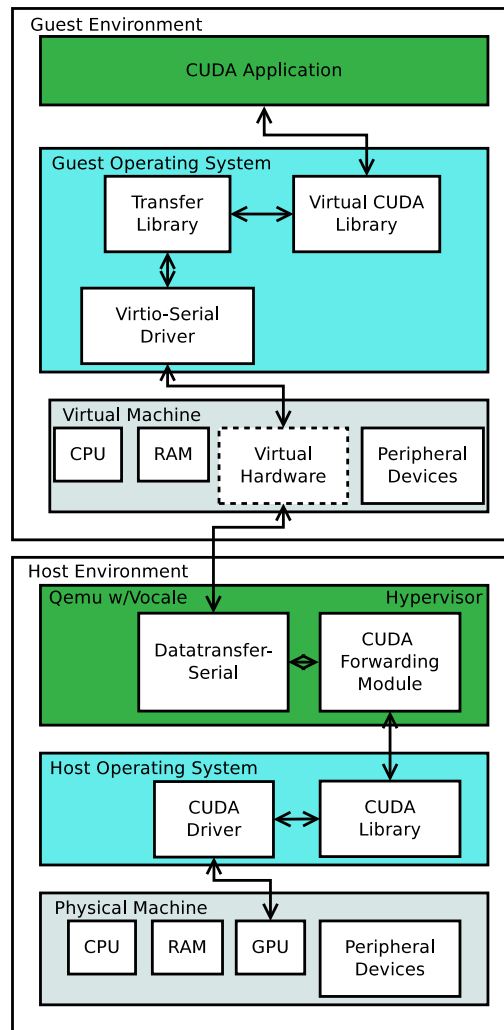 Guest Environment
CUDA Application
Guest Operating System
Transfer
Library
Virtual CUDA
Library
Virtio-Serial
Driver
Virtual Machine
CPU
RAM
Virtual
Hardware
Peripheral
Devices
Host Environment
Qemu w/Vocale
Hypervisor
Datatransfer-
Serial
CUDA
Forwarding
Module
Host Operating System
CUDA
Driver
CUDA
Library
Physical Machine
CPU
RAM
GPU
Peripheral
Devices